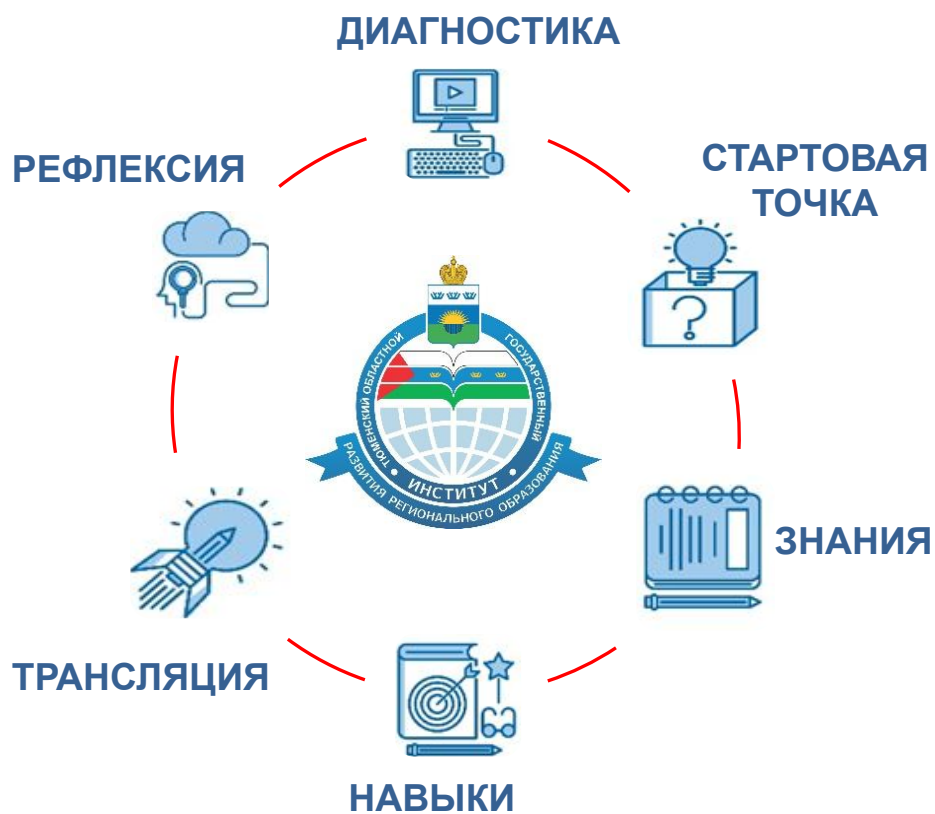 ДИАГНОСТИКА
СТАРТОВАЯ
ТОЧКА
ЗНАНИЯ
НАВЫКИ
ТРАНСЛЯЦИЯ
РЕФЛЕКСИЯ
?
ТЮМЕНСКИЙ ОБЛАСТНОЙ
ГОСУДАРСТВЕННЫЙ
• ИНСТИТУТ •
РАЗВИТИЯ РЕГИОНАЛЬНОГО ОБРАЗОВАНИЯ